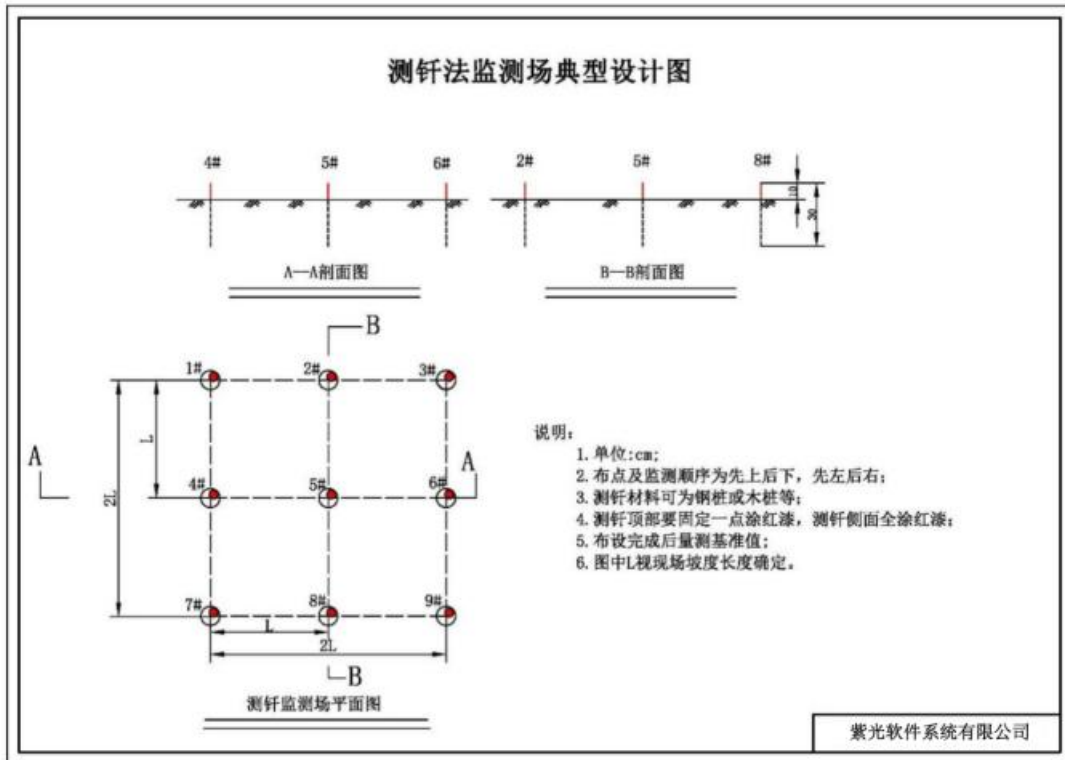 测钎法监测场典型设计图
4#
5#
6#
2#
5#
8#
10
30
A—A剖面图
B—B剖面图
B
1#
2#
3#
L
A
A
4#
5#
6#
2L
7#
8#
9#
L
2L
B
测钎监测场平面图
说明:
1.单位:cm;
2.布点及监测顺序为先上后下，先左后右;
3.测钎材料可为钢桩或木桩等;
4.测钎顶部要固定一点涂红漆，测钎侧面全涂红漆;
5.布设完成后量测基准值;
6.图中L视现场坡度长度确定。
紫光软件系统有限公司